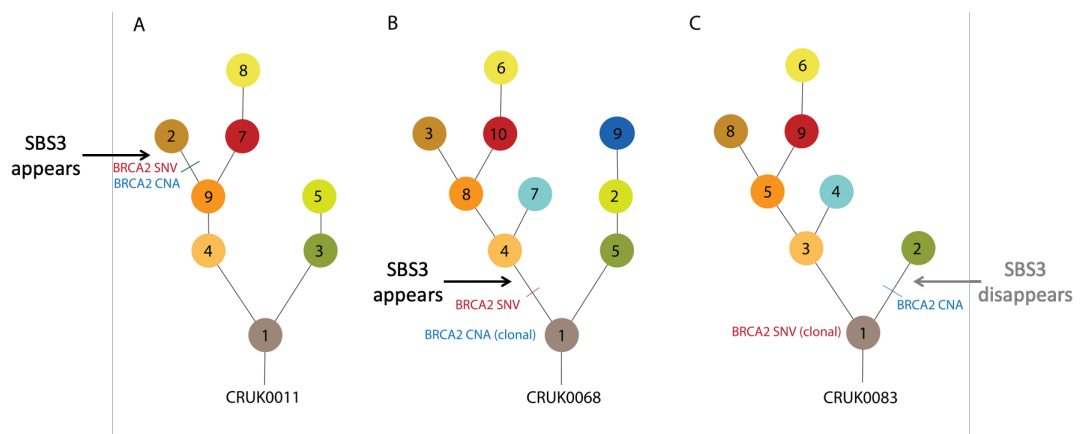 A
B
C
8
2
7
SBS3
appears
BRCA2 SNV
BRCA2 CNA
9
5
4
3
1
CRUK0011
6
3
10
9
8
7
2
4
5
SBS3
appears
BRCA2 SNV
BRCA2 CNA (clonal)
1
CRUK0068
6
8
9
5
4
3
2
SBS3
disappears
BRCA2 CNA
BRCA2 SNV (clonal)
1
CRUK0083